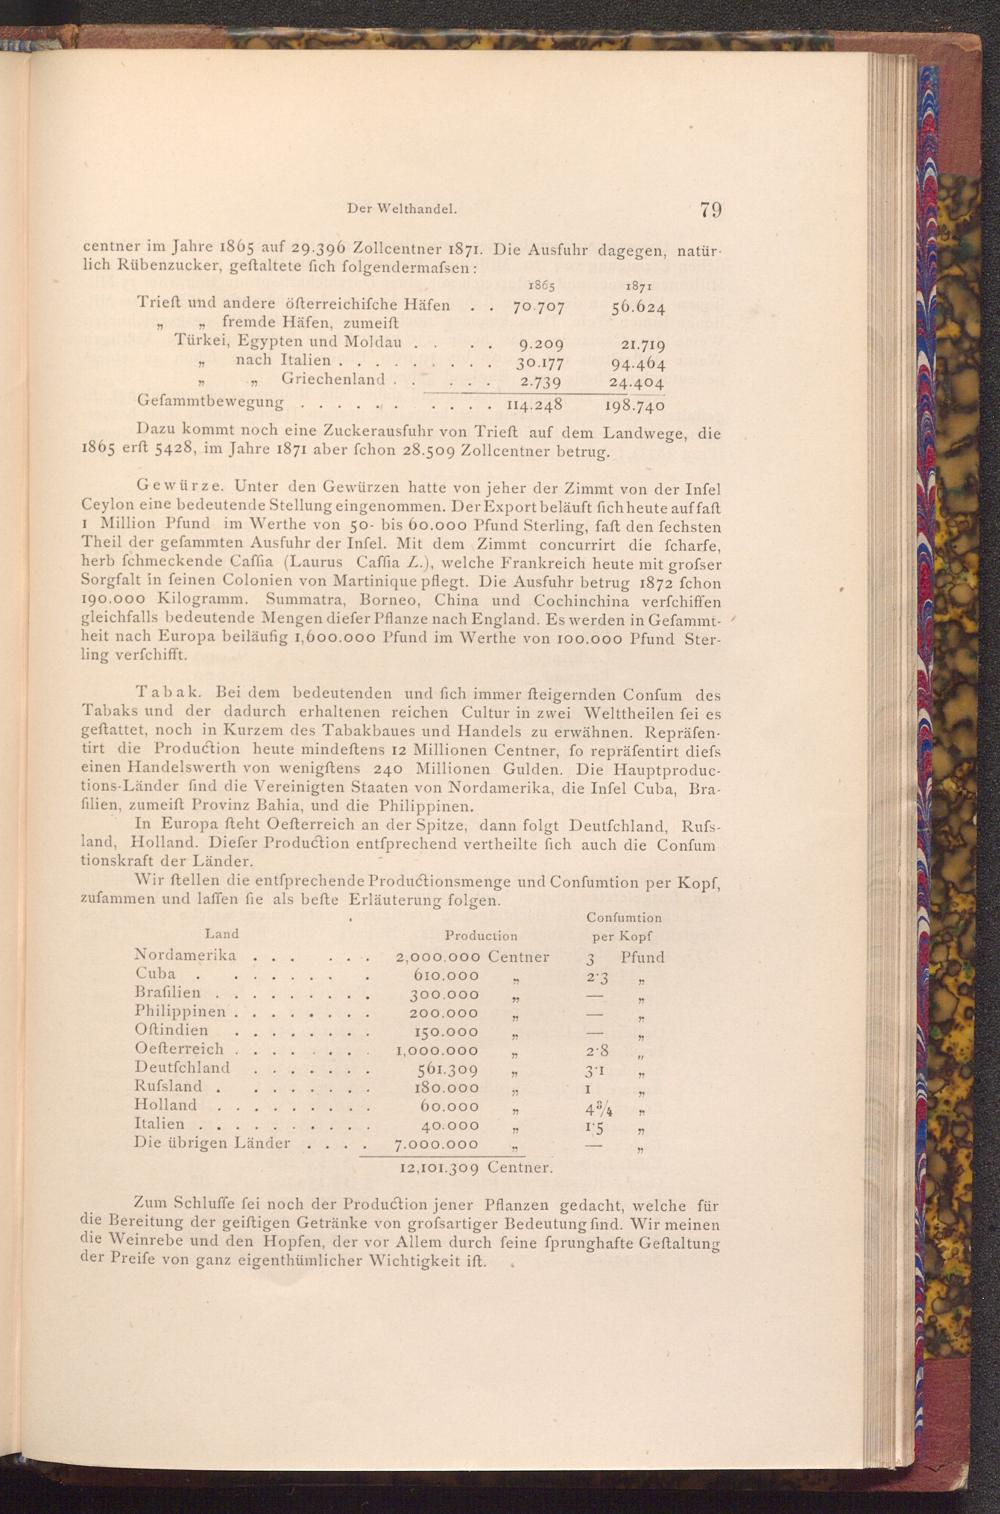 Der Welthandel. 79
centner im Jahre 1865 auf 29.396 Zollcentner 1871. Die Ausfuhr dagegen, natür-
lich Rübenzucker, geſtaltete ſich folgendermaſsen:
1865 1871
Trieſt und andere öſterreichiſche Häfen . . 70.707 56.624
„ „ fremde Häfen, zumeiſt
Türkei, Egypten und Moldau . . . . 9.209 21.719
„ nach Italien . . . . . . . . . 30.177 94.464
„ „ Griechenland . . . . . 2.739 24.404
Geſammtbewegung . . . . . . . . . . 114.248 198.740
Dazu kommt noch eine Zuckerausfuhr von Trieſt auf dem Landwege, die
1865 erſt 5428, im Jahre 1871 aber ſchon 28.509 Zollcentner betrug.
Gewürze. Unter den Gewürzen hatte von jeher der Zimmt von der Inſel
Ceylon eine bedeutende Stellung eingenommen. Der Export beläuft ſich heute auf faſt
1 Million Pfund im Werthe von 50- bis 60.000 Pfund Sterling, faſt den ſechsten
Theil der geſammten Ausfuhr der Inſel. Mit dem Zimmt concurrirt die ſcharfe,
herb ſchmeckende Caſſia (Laurus Caſſia L.), welche Frankreich heute mit groſser
Sorgfalt in ſeinen Colonien von Martinique pflegt. Die Ausfuhr betrug 1872 ſchon
190.000 Kilogramm. Summatra, Borneo, China und Cochinchina verſchiffen
gleichfalls bedeutende Mengen dieſer Pflanze nach England. Es werden in Geſammt-
heit nach Europa beiläufig 1,600.000 Pfund im Werthe von 100.000 Pfund Ster-
ling verſchifft.
Tabak. Bei dem bedeutenden und ſich immer ſteigernden Conſum des
Tabaks und der dadurch erhaltenen reichen Cultur in zwei Welttheilen ſei es
geſtattet, noch in Kurzem des Tabakbaues und Handels zu erwähnen. Repräſen-
tirt die Production heute mindeſtens 12 Millionen Centner, ſo repräſentirt dieſs
einen Handelswerth von wenigſtens 240 Millionen Gulden. Die Hauptproduc-
tions-Länder ſind die Vereinigten Staaten von Nordamerika, die Inſel Cuba, Bra-
ſilien, zumeiſt Provinz Bahia, und die Philippinen.
In Europa ſteht Oeſterreich an der Spitze, dann folgt Deutſchland, Ruſs-
land, Holland. Dieſer Production entſprechend vertheilte ſich auch die Conſum
tionskraft der Länder.
Wir ſtellen die entſprechende Productionsmenge und Conſumtion per Kopf,
zuſammen und laſſen ſie als beſte Erläuterung folgen.
Conſumtion
Land Production per Kopf
Nordamerika . . . . . . 2,000.000 Centner 3 Pfund
Cuba . . . . . . . . 610.000 „ 2·3 „
Braſilien . . . . . . . . . 300.000 „ — „
Philippinen . . . . . . . . 200.000 „ — „
Oſtindien . . . . . . . . 150.000 „ — „
Oeſterreich . . . . . . . . 1,000.000 „ 2·8 „
Deutſchland . . . . . . . 561.309 „ 3·1 „
Ruſsland . . . . . . . . 180.000 „ 1 „
Holland . . . . . . . . . 60.000 „ 4¾ „
Italien . . . . . . . . . . 40.000 „ 1·5 „
Die übrigen Länder . . . . 7.000.000 „ — „
12,101.309 Centner.
Zum Schluſſe ſei noch der Production jener Pflanzen gedacht, welche für
die Bereitung der geiſtigen Getränke von groſsartiger Bedeutung ſind. Wir meinen
die Weinrebe und den Hopfen, der vor Allem durch ſeine ſprunghafte Geſtaltung
der Preiſe von ganz eigenthümlicher Wichtigkeit iſt.